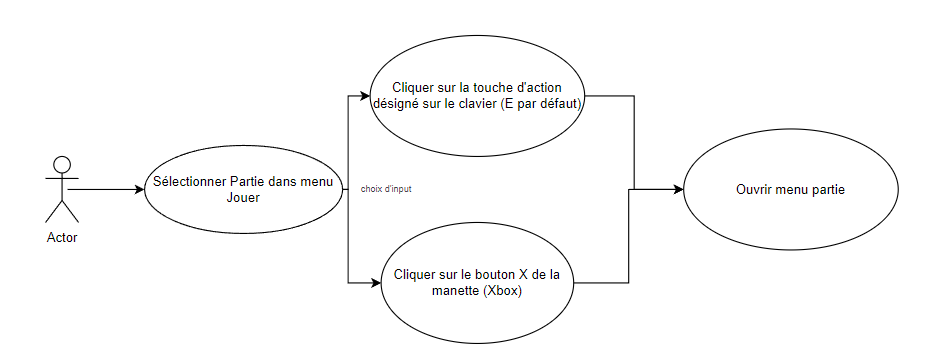 Actor
Sélectionner Partie dans menu
Jouer
choix d'input
Cliquer sur la touche d'action
désigné sur le clavier (E par défaut)
Cliquer sur le bouton X de la
manette (Xbox)
Ouvrir menu partie